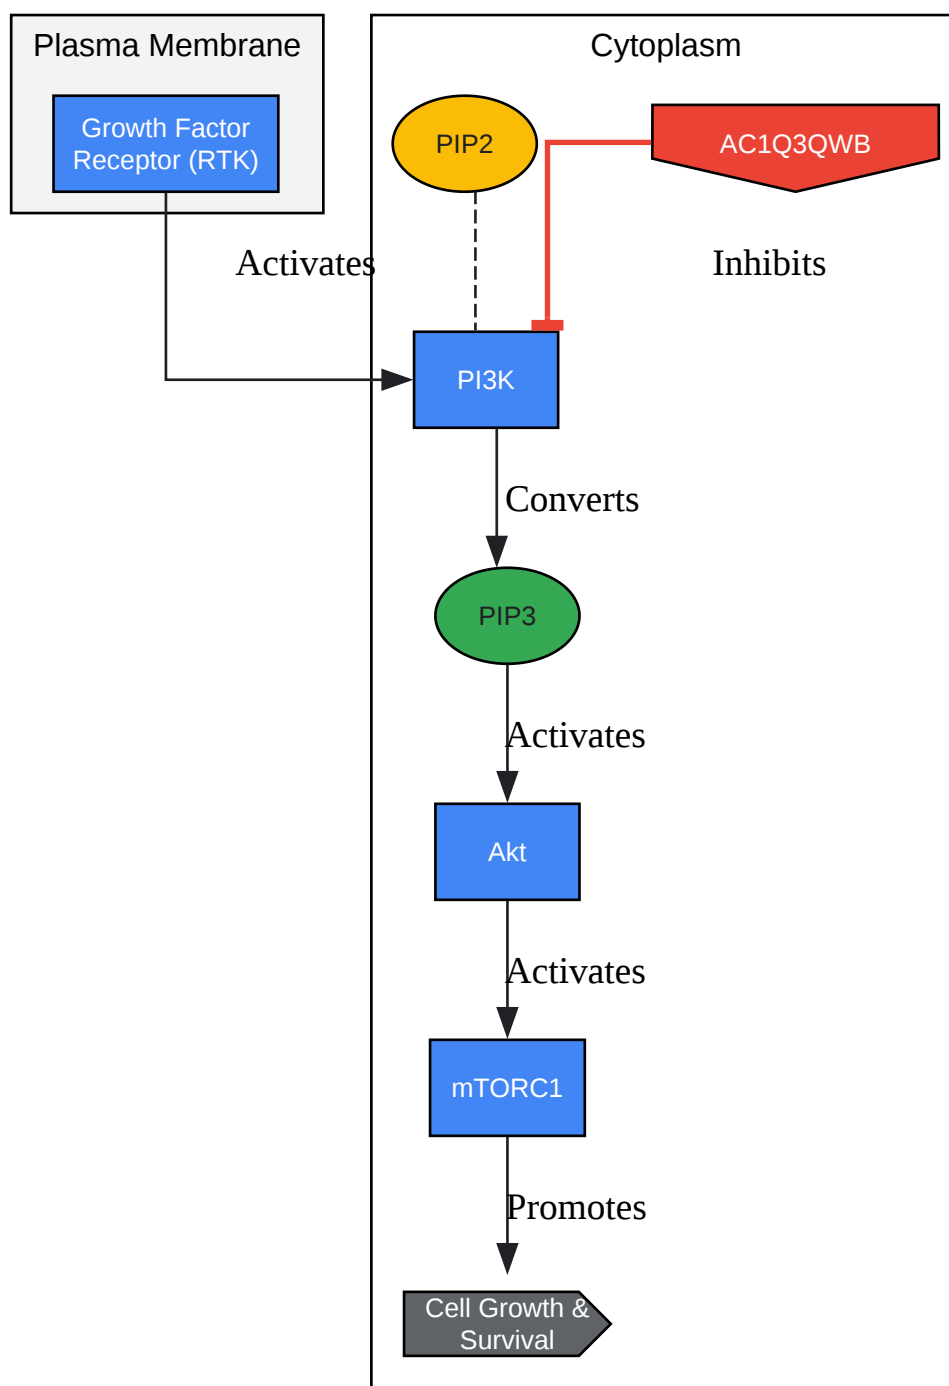 Plasma Membrane
Cytoplasm
Growth Factor
Receptor (RTK)
PIP2
AC1Q3QWB
Activates
Inhibits
PI3K
Converts
PIP3
Activates
Akt
Activates
mTORC1
Promotes
Cell Growth &
Survival